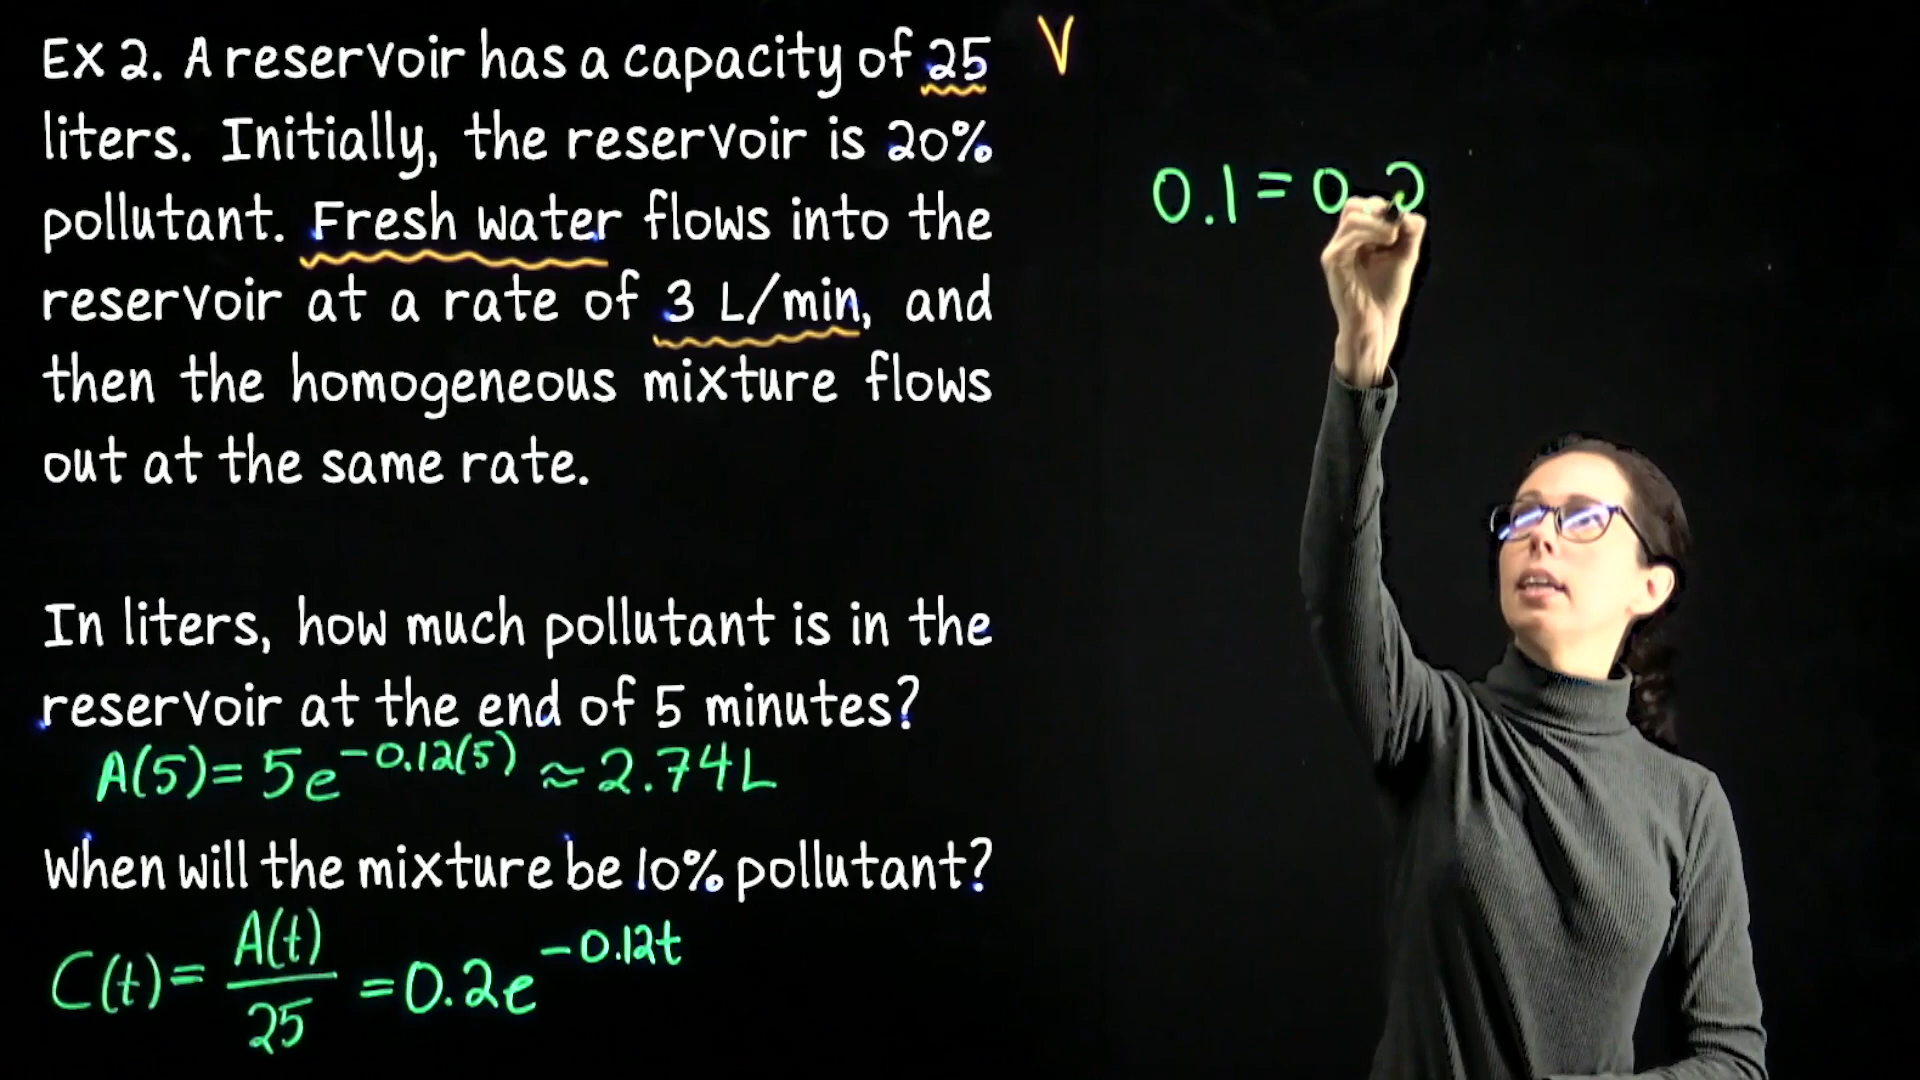 Ex 2. A reservoir has a capacity of 25
liters. Initially, the reservoir is 20%
pollutant. Fresh water flows into the
reservoir at a rate of 3 L/min, and
then the homogeneous mixture flows
out at the same rate.
In liters, how much pollutant is in the
reservoir at the end of 5 minutes?
A(5) = 5e^-0.12(5) ≈ 2.74L
When will the mixture be 10% pollutant?
C(t) = A(t)/25 = 0.2e^-0.12t
V
0.1 = 0.2